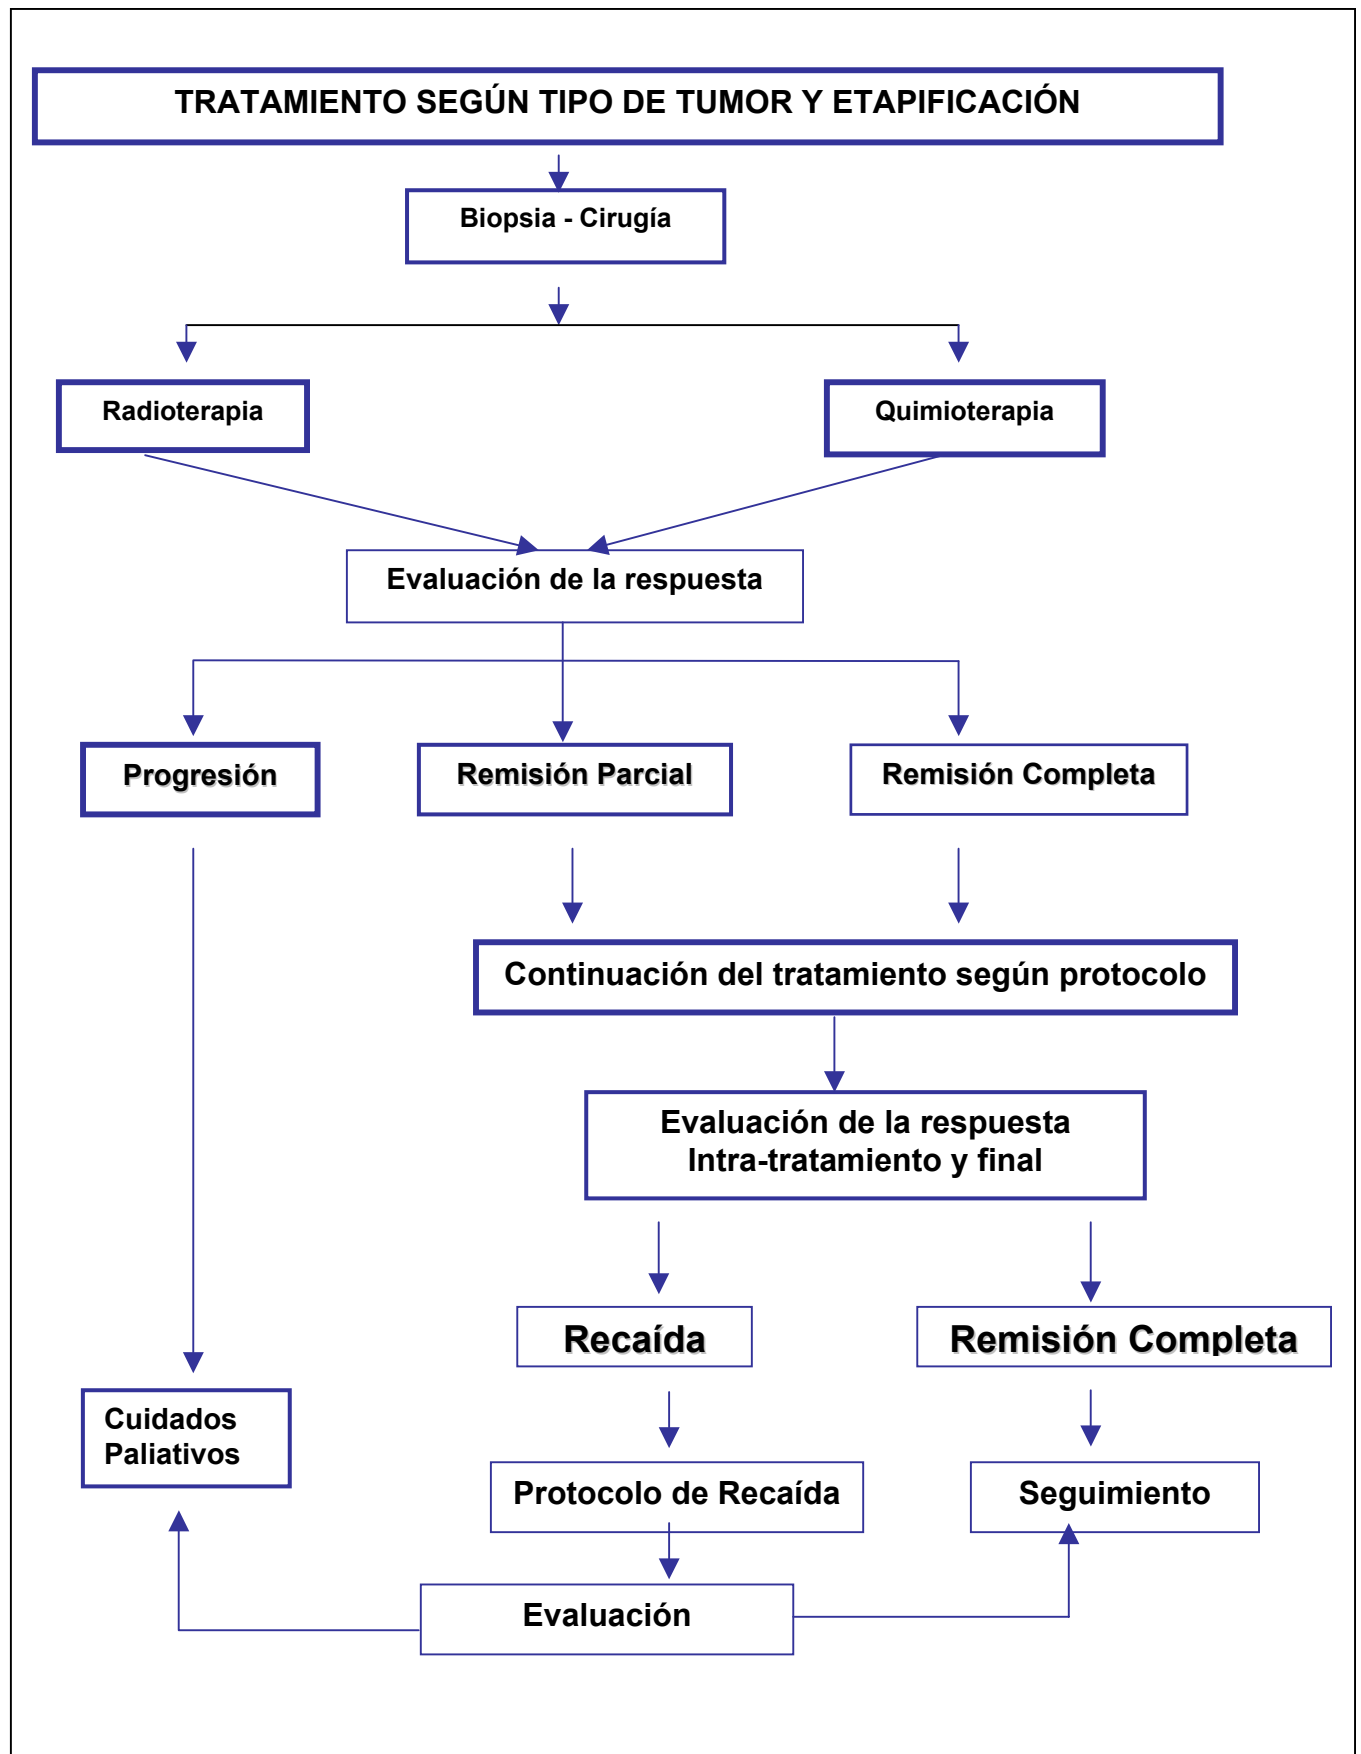 TRATAMIENTO SEGÚN TIPO DE TUMOR Y ETAPIFICACIÓN
Biopsia - Cirugía
Radioterapia
Quimioterapia
Evaluación de la respuesta
Progresión
Remisión Parcial
Remisión Completa
Continuación del tratamiento según protocolo
Evaluación de la respuesta
Intra-tratamiento y final
Recaída
Remisión Completa
Cuidados
Paliativos
Protocolo de Recaída
Seguimiento
Evaluación